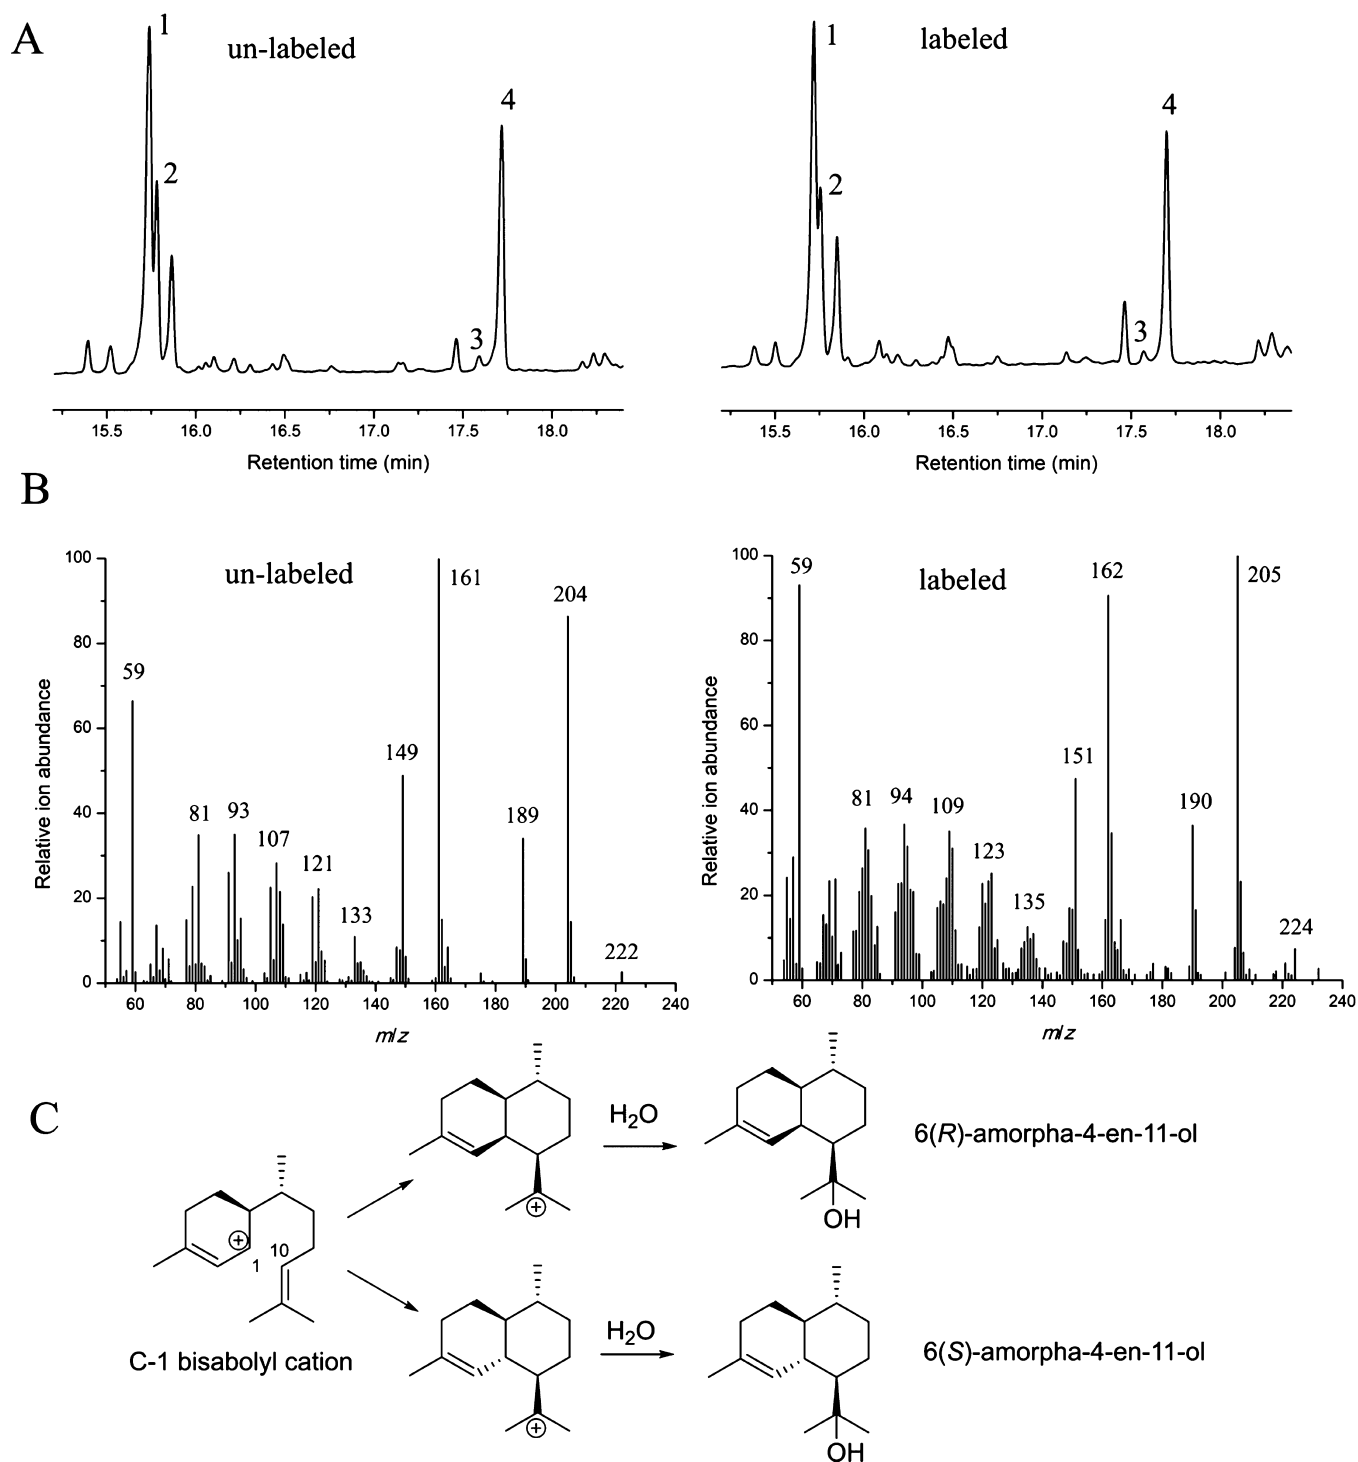 A
un-labeled
1
2
3
4
15.5 16.0 16.5 17.0 17.5 18.0
Retention time (min)
labeled
1
2
3
4
15.5 16.0 16.5 17.0 17.5 18.0
Retention time (min)
B
un-labeled
100
80
60
40
20
0
Relative ion abundance
59
81
93
107
121
133
149
161
189
204
222
60 80 100 120 140 160 180 200 220 240
m/z
labeled
100
80
60
40
20
0
Relative ion abundance
59
81
94
109
123
135
151
162
190
205
224
60 80 100 120 140 160 180 200 220 240
m/z
C
+
1
10
C-1 bisabolyl cation
+
H₂O
OH
6(R)-amorpha-4-en-11-ol
+
H₂O
OH
6(S)-amorpha-4-en-11-ol